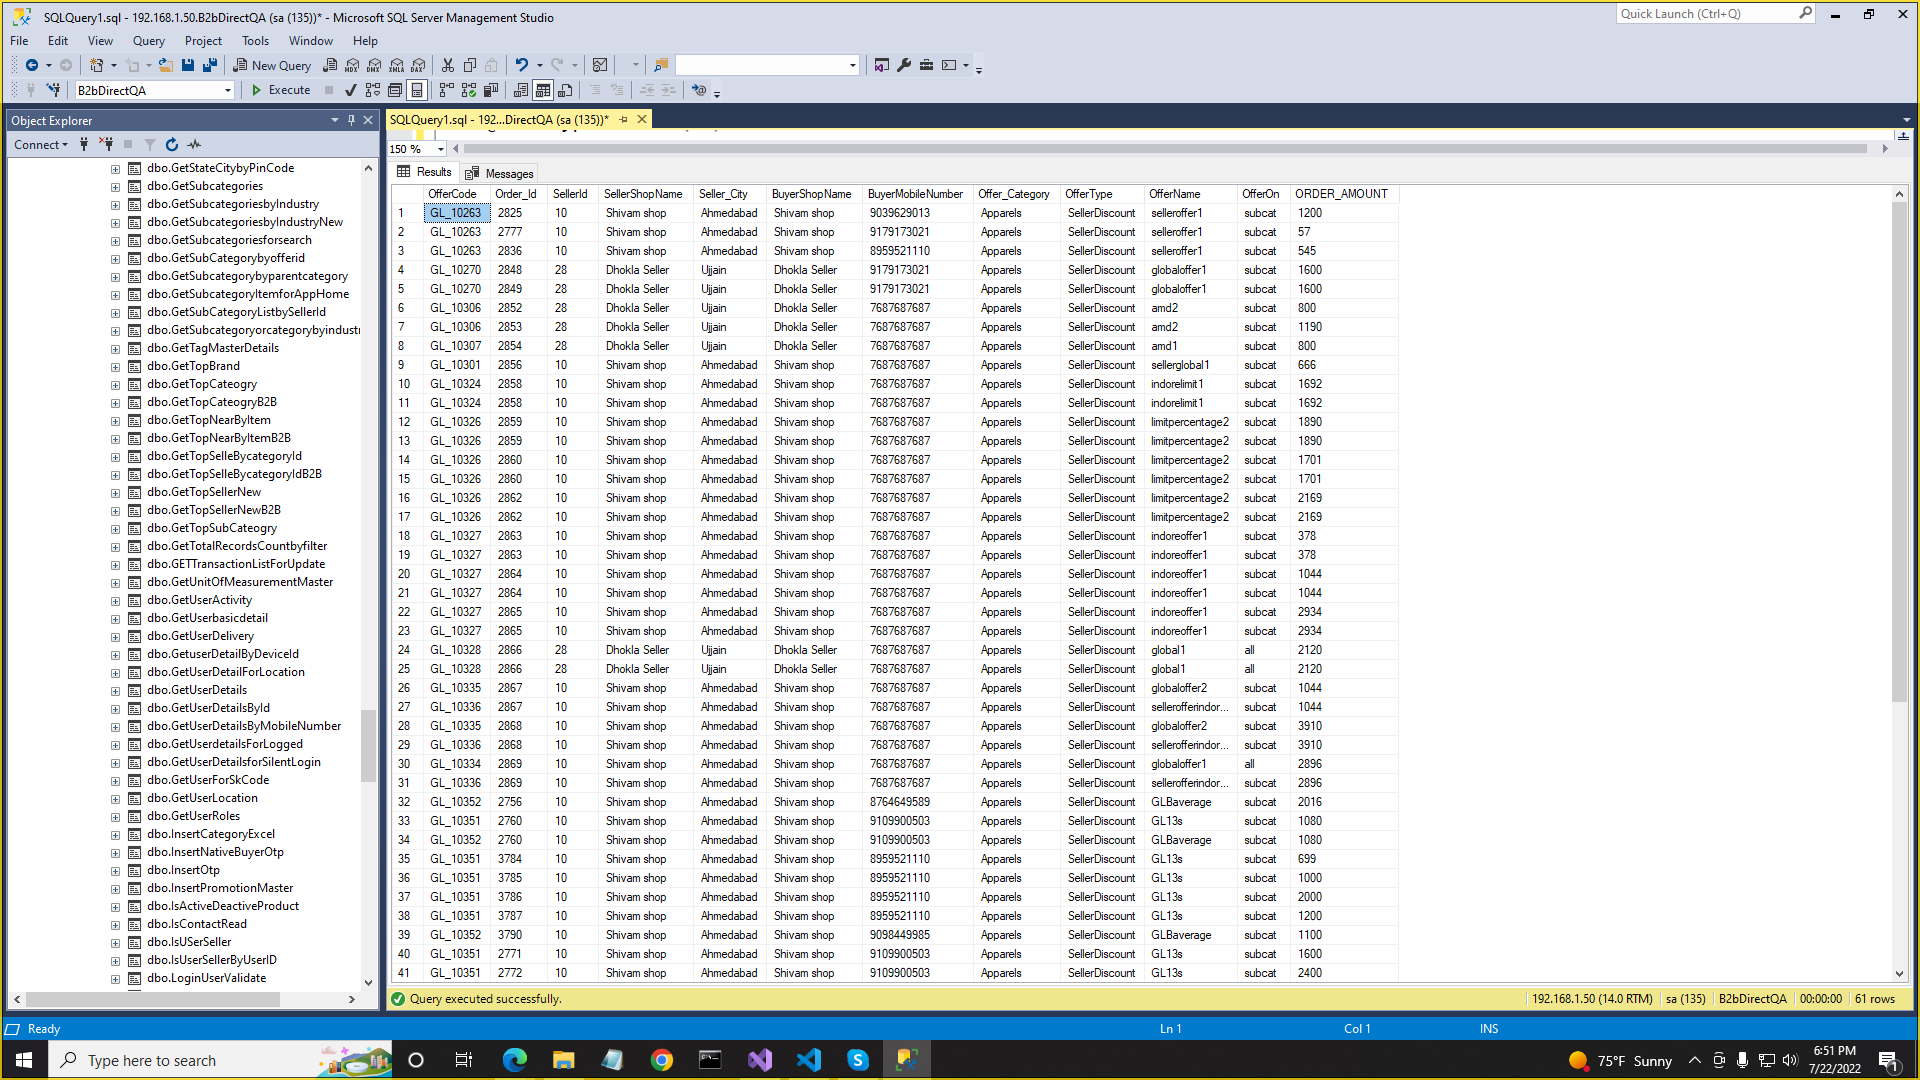 SQLQuery1.sql - 192.168.1.50.B2bDirectQA (sa (135))* - Microsoft SQL Server Management Studio
Quick Launch (Ctrl+Q)
File Edit View Query Project Tools Window Help
New Query
MDX DMX XMLA DAX
B2bDirectQA Execute
Object Explorer
SQLQuery1.sql - 192...DirectQA (sa (135))*
Connect
150 %
Results Messages
dbo.GetStateCitybyPinCode
dbo.GetSubcategories
dbo.GetSubcategoriesbyIndustry
dbo.GetSubcategoriesbyIndustryNew
dbo.GetSubcategoriesforsearch
dbo.GetSubCategorybyofferid
dbo.GetSubcategorybyparentcategory
dbo.GetSubcategoryItemforAppHome
dbo.GetSubCategoryListbySellerId
dbo.GetSubcategoryorcategorybyindustr
dbo.GetTagMasterDetails
dbo.GetTopBrand
dbo.GetTopCateogry
dbo.GetTopCateogryB2B
dbo.GetTopNearByItem
dbo.GetTopNearByItemB2B
dbo.GetTopSelleBycategoryId
dbo.GetTopSelleBycategoryIdB2B
dbo.GetTopSellerNew
dbo.GetTopSellerNewB2B
dbo.GetTopSubCateogry
dbo.GetTotalRecordsCountbyfilter
dbo.GETTransactionListForUpdate
dbo.GetUnitOfMeasurementMaster
dbo.GetUserActivity
dbo.GetUserbasicdetail
dbo.GetUserDelivery
dbo.GetuserDetailByDeviceId
dbo.GetUserDetailForLocation
dbo.GetUserDetails
dbo.GetUserDetailsById
dbo.GetUserDetailsByMobileNumber
dbo.GetUserdetailsForLogged
dbo.GetUserDetailsforSilentLogin
dbo.GetUserForSkCode
dbo.GetUserLocation
dbo.GetUserRoles
dbo.InsertCategoryExcel
dbo.InsertNativeBuyerOtp
dbo.InsertOtp
dbo.InsertPromotionMaster
dbo.IsActiveDeactiveProduct
dbo.IsContactRead
dbo.IsUSerSeller
dbo.IsUserSellerByUserID
dbo.LoginUserValidate
OfferCode Order_Id SellerId SellerShopName Seller_City BuyerShopName BuyerMobileNumber Offer_Category OfferType OfferName OfferOn ORDER_AMOUNT
1 GL_10263 2825 10 Shivam shop Ahmedabad Shivam shop 9039629013 Apparels SellerDiscount selleroffer1 subcat 1200
2 GL_10263 2777 10 Shivam shop Ahmedabad Shivam shop 9179173021 Apparels SellerDiscount selleroffer1 subcat 57
3 GL_10263 2836 10 Shivam shop Ahmedabad Shivam shop 8959521110 Apparels SellerDiscount selleroffer1 subcat 545
4 GL_10270 2848 28 Dhokla Seller Ujjain Dhokla Seller 9179173021 Apparels SellerDiscount globaloffer1 subcat 1600
5 GL_10270 2849 28 Dhokla Seller Ujjain Dhokla Seller 9179173021 Apparels SellerDiscount globaloffer1 subcat 1600
6 GL_10306 2852 28 Dhokla Seller Ujjain Dhokla Seller 7687687687 Apparels SellerDiscount amd2 subcat 800
7 GL_10306 2853 28 Dhokla Seller Ujjain Dhokla Seller 7687687687 Apparels SellerDiscount amd2 subcat 1190
8 GL_10307 2854 28 Dhokla Seller Ujjain Dhokla Seller 7687687687 Apparels SellerDiscount amd1 subcat 800
9 GL_10301 2856 10 Shivam shop Ahmedabad Shivam shop 7687687687 Apparels SellerDiscount sellerglobal1 subcat 666
10 GL_10324 2858 10 Shivam shop Ahmedabad Shivam shop 7687687687 Apparels SellerDiscount indorelimit1 subcat 1692
11 GL_10324 2858 10 Shivam shop Ahmedabad Shivam shop 7687687687 Apparels SellerDiscount indorelimit1 subcat 1692
12 GL_10326 2859 10 Shivam shop Ahmedabad Shivam shop 7687687687 Apparels SellerDiscount limitpercentage2 subcat 1890
13 GL_10326 2859 10 Shivam shop Ahmedabad Shivam shop 7687687687 Apparels SellerDiscount limitpercentage2 subcat 1890
14 GL_10326 2860 10 Shivam shop Ahmedabad Shivam shop 7687687687 Apparels SellerDiscount limitpercentage2 subcat 1701
15 GL_10326 2860 10 Shivam shop Ahmedabad Shivam shop 7687687687 Apparels SellerDiscount limitpercentage2 subcat 1701
16 GL_10326 2862 10 Shivam shop Ahmedabad Shivam shop 7687687687 Apparels SellerDiscount limitpercentage2 subcat 2169
17 GL_10326 2862 10 Shivam shop Ahmedabad Shivam shop 7687687687 Apparels SellerDiscount limitpercentage2 subcat 2169
18 GL_10327 2863 10 Shivam shop Ahmedabad Shivam shop 7687687687 Apparels SellerDiscount indoreoffer1 subcat 378
19 GL_10327 2863 10 Shivam shop Ahmedabad Shivam shop 7687687687 Apparels SellerDiscount indoreoffer1 subcat 378
20 GL_10327 2864 10 Shivam shop Ahmedabad Shivam shop 7687687687 Apparels SellerDiscount indoreoffer1 subcat 1044
21 GL_10327 2864 10 Shivam shop Ahmedabad Shivam shop 7687687687 Apparels SellerDiscount indoreoffer1 subcat 1044
22 GL_10327 2865 10 Shivam shop Ahmedabad Shivam shop 7687687687 Apparels SellerDiscount indoreoffer1 subcat 2934
23 GL_10327 2865 10 Shivam shop Ahmedabad Shivam shop 7687687687 Apparels SellerDiscount indoreoffer1 subcat 2934
24 GL_10328 2866 28 Dhokla Seller Ujjain Dhokla Seller 7687687687 Apparels SellerDiscount global1 all 2120
25 GL_10328 2866 28 Dhokla Seller Ujjain Dhokla Seller 7687687687 Apparels SellerDiscount global1 all 2120
26 GL_10335 2867 10 Shivam shop Ahmedabad Shivam shop 7687687687 Apparels SellerDiscount globaloffer2 subcat 1044
27 GL_10336 2867 10 Shivam shop Ahmedabad Shivam shop 7687687687 Apparels SellerDiscount sellerofferindor... subcat 1044
28 GL_10335 2868 10 Shivam shop Ahmedabad Shivam shop 7687687687 Apparels SellerDiscount globaloffer2 subcat 3910
29 GL_10336 2868 10 Shivam shop Ahmedabad Shivam shop 7687687687 Apparels SellerDiscount sellerofferindor... subcat 3910
30 GL_10334 2869 10 Shivam shop Ahmedabad Shivam shop 7687687687 Apparels SellerDiscount globaloffer1 all 2896
31 GL_10336 2869 10 Shivam shop Ahmedabad Shivam shop 7687687687 Apparels SellerDiscount sellerofferindor... subcat 2896
32 GL_10352 2756 10 Shivam shop Ahmedabad Shivam shop 8764649589 Apparels SellerDiscount GLBaverage subcat 2016
33 GL_10351 2760 10 Shivam shop Ahmedabad Shivam shop 9109900503 Apparels SellerDiscount GL13s subcat 1080
34 GL_10352 2760 10 Shivam shop Ahmedabad Shivam shop 9109900503 Apparels SellerDiscount GLBaverage subcat 1080
35 GL_10351 3784 10 Shivam shop Ahmedabad Shivam shop 8959521110 Apparels SellerDiscount GL13s subcat 699
36 GL_10351 3785 10 Shivam shop Ahmedabad Shivam shop 8959521110 Apparels SellerDiscount GL13s subcat 1000
37 GL_10351 3786 10 Shivam shop Ahmedabad Shivam shop 8959521110 Apparels SellerDiscount GL13s subcat 2000
38 GL_10351 3787 10 Shivam shop Ahmedabad Shivam shop 8959521110 Apparels SellerDiscount GL13s subcat 1200
39 GL_10352 3790 10 Shivam shop Ahmedabad Shivam shop 9098449985 Apparels SellerDiscount GLBaverage subcat 1100
40 GL_10351 2771 10 Shivam shop Ahmedabad Shivam shop 9109900503 Apparels SellerDiscount GL13s subcat 1600
41 GL_10351 2772 10 Shivam shop Ahmedabad Shivam shop 9109900503 Apparels SellerDiscount GL13s subcat 2400
Query executed successfully. 192.168.1.50 (14.0 RTM) sa (135) B2bDirectQA 00:00:00 61 rows
Ready Ln 1 Col 1 INS
Type here to search
75°F Sunny
6:51 PM
7/22/2022
1